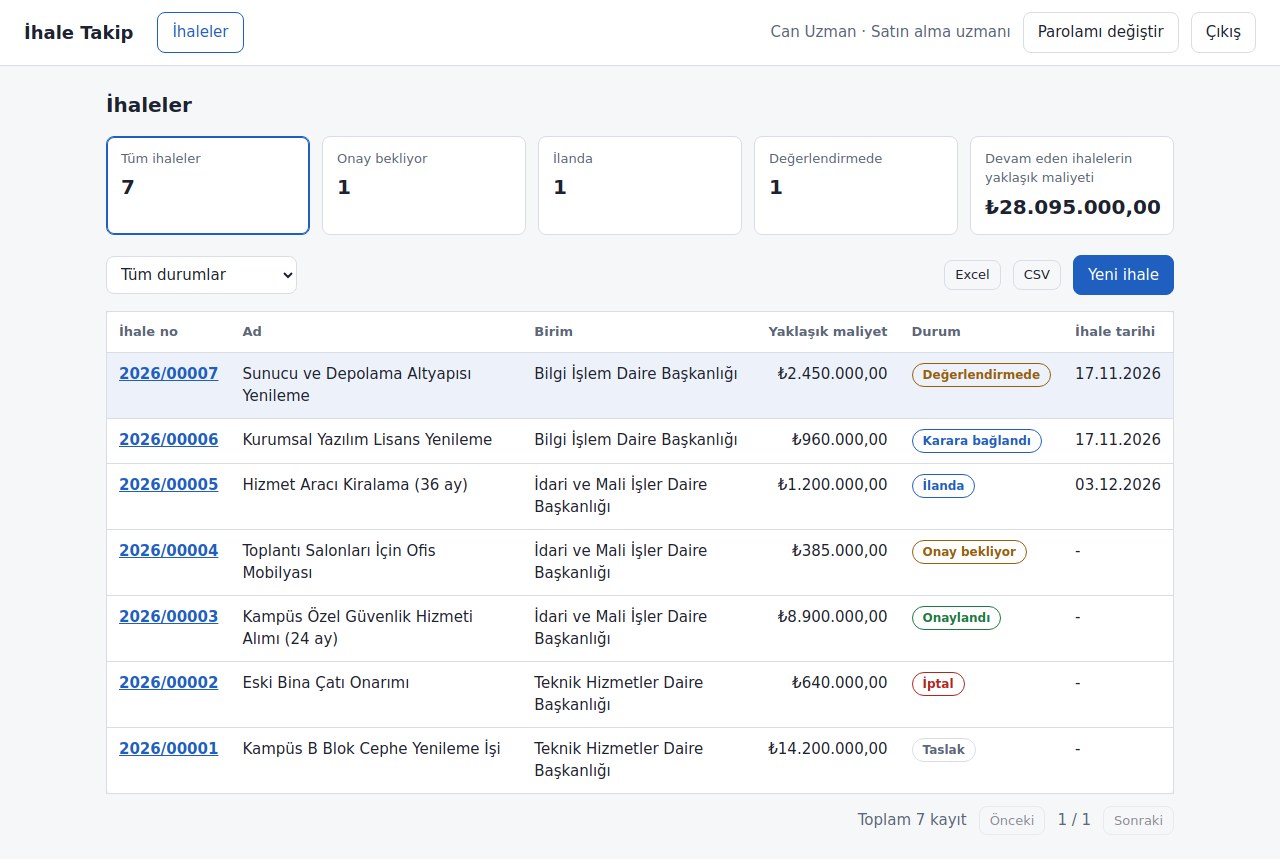 İhale Takip
İhaleler
Can Uzman · Satın alma uzmanı
Parolamı değiştir
Çıkış
İhaleler
Tüm ihaleler
7
Onay bekliyor
1
İlanda
1
Değerlendirmede
1
Devam eden ihalelerin
yaklaşık maliyeti
₺28.095.000,00
Tüm durumlar
Excel
CSV
Yeni ihale
İhale no Ad Birim Yaklaşık maliyet Durum İhale tarihi
2026/00007 Sunucu ve Depolama Altyapısı Bilgi İşlem Daire Başkanlığı ₺2.450.000,00 Değerlendirmede 17.11.2026
Yenileme
2026/00006 Kurumsal Yazılım Lisans Yenileme Bilgi İşlem Daire Başkanlığı ₺960.000,00 Karara bağlandı 17.11.2026
2026/00005 Hizmet Aracı Kiralama (36 ay) İdari ve Mali İşler Daire ₺1.200.000,00 İlanda 03.12.2026
Başkanlığı
2026/00004 Toplantı Salonları İçin Ofis İdari ve Mali İşler Daire ₺385.000,00 Onay bekliyor -
Mobilyası Başkanlığı
2026/00003 Kampüs Özel Güvenlik Hizmeti İdari ve Mali İşler Daire ₺8.900.000,00 Onaylandı -
Alımı (24 ay) Başkanlığı
2026/00002 Eski Bina Çatı Onarımı Teknik Hizmetler Daire ₺640.000,00 İptal -
Başkanlığı
2026/00001 Kampüs B Blok Cephe Yenileme İşi Teknik Hizmetler Daire ₺14.200.000,00 Taslak -
Başkanlığı
Toplam 7 kayıt Önceki 1 / 1 Sonraki